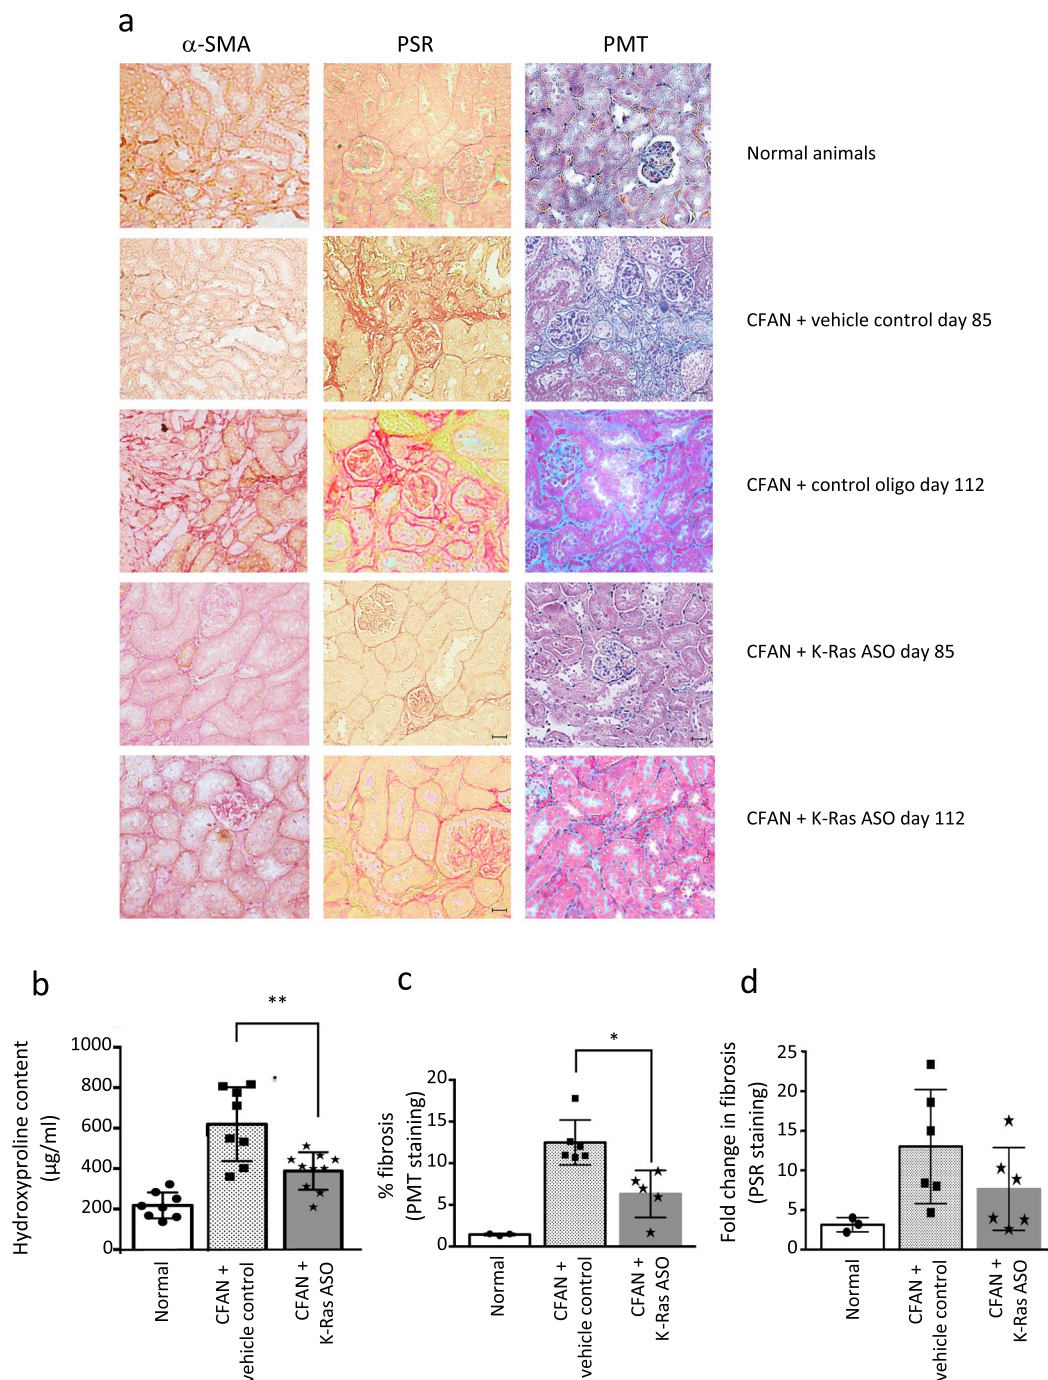 a
α-SMA PSR PMT
Normal animals
CFAN + vehicle control day 85
CFAN + control oligo day 112
CFAN + K-Ras ASO day 85
CFAN + K-Ras ASO day 112
b
**
Hydroxyproline content
(µg/ml)
1000
800
600
400
200
0
Normal
CFAN +
vehicle control
CFAN +
K-Ras ASO
c
*
% fibrosis
(PMT staining)
20
15
10
5
0
Normal
CFAN +
vehicle control
CFAN +
K-Ras ASO
d
Fold change in fibrosis
(PSR staining)
25
20
15
10
5
0
Normal
CFAN +
vehicle control
CFAN +
K-Ras ASO